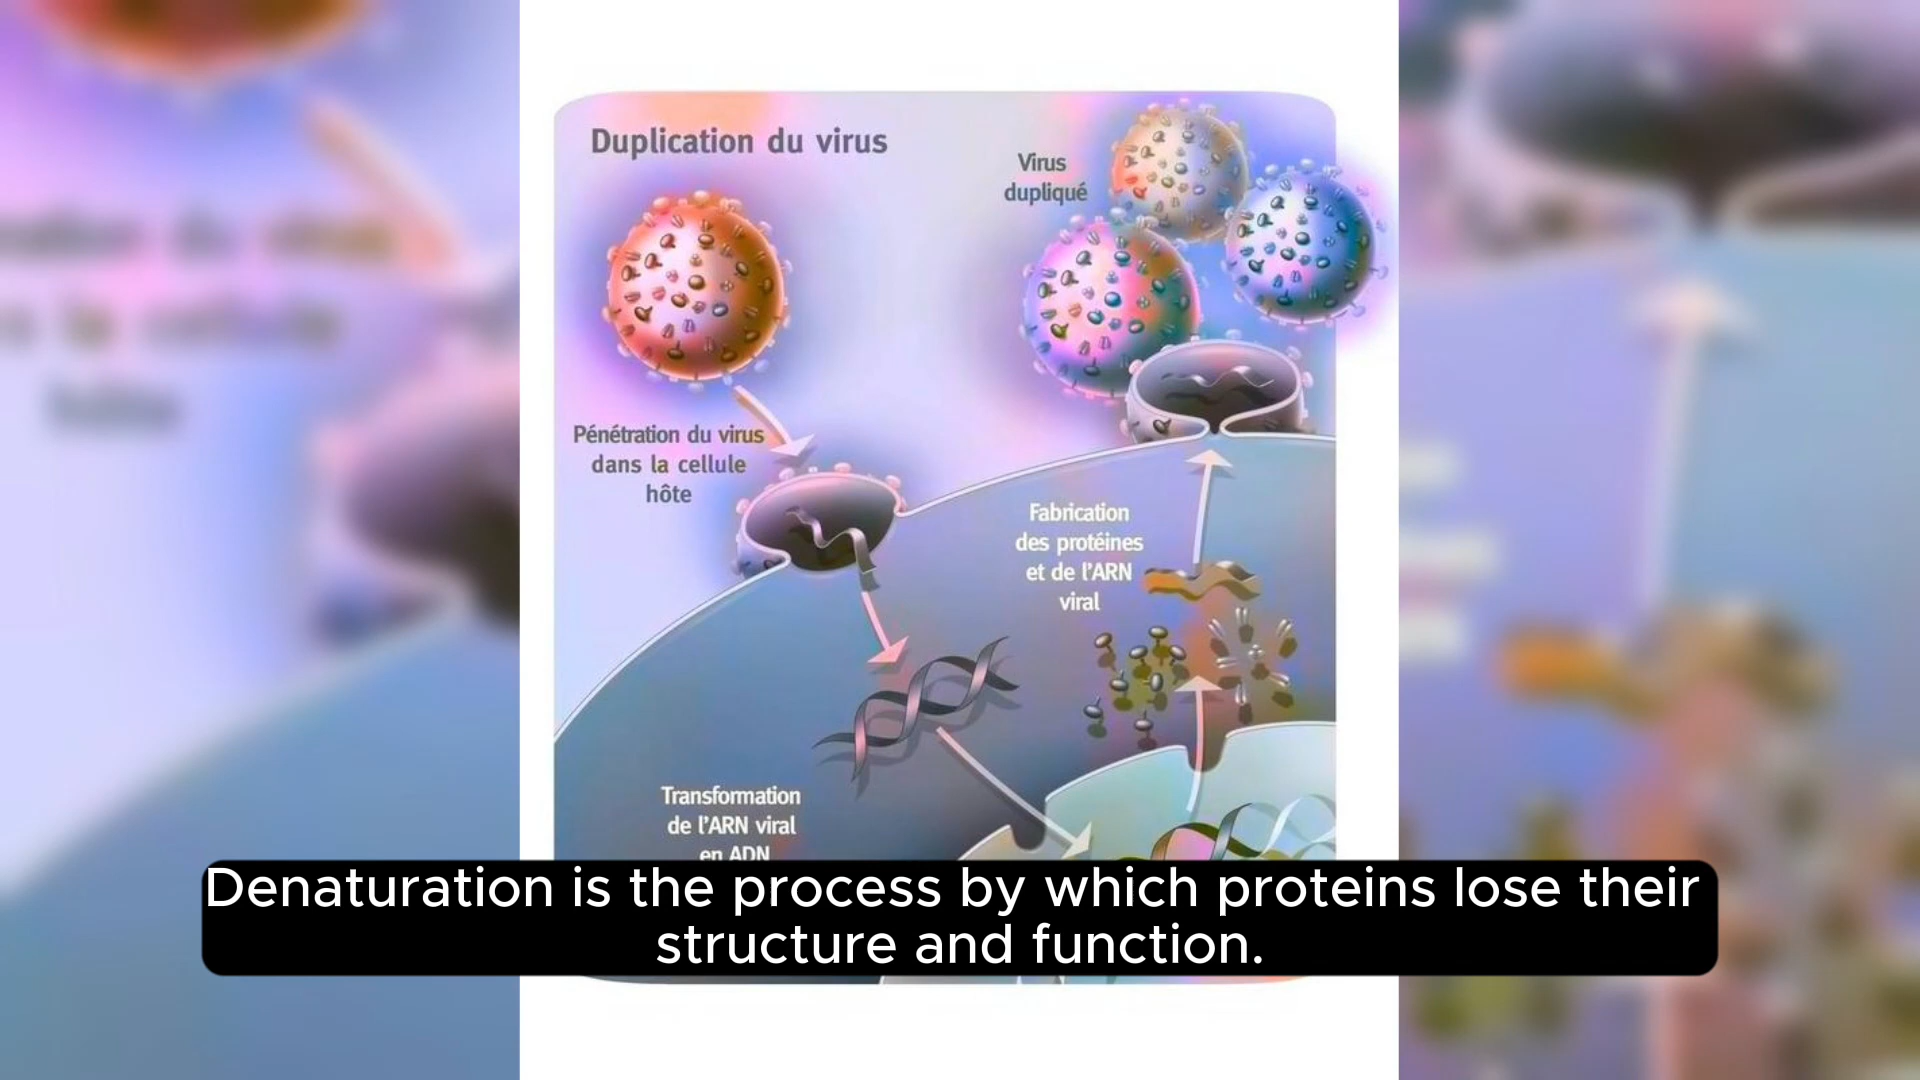 Duplication du virus
Virus
dupliqué
Pénétration du virus
dans la cellule
hôte
Fabrication
des protéines
et de l'ARN
viral
Transformation
de l'ARN viral
en ADN
Denaturation is the process by which proteins lose their
structure and function.